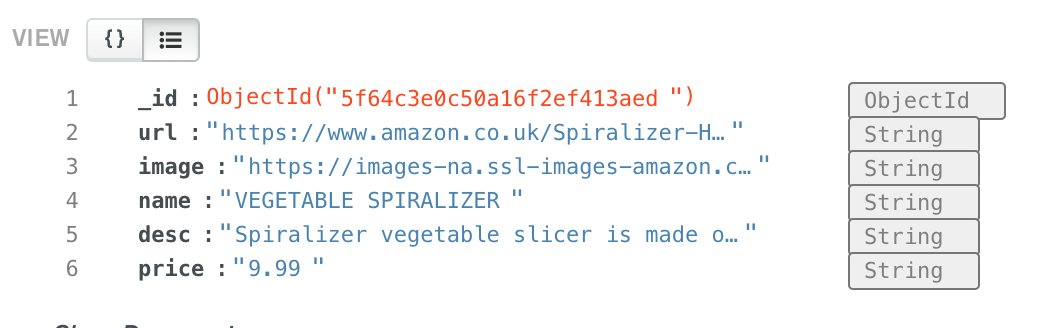 VIEW {}
1 _id : ObjectId("5f64c3e0c50a16f2ef413aed ") ObjectId
2 url : "https://www.amazon.co.uk/Spiralizer-H… " String
3 image : "https://images-na.ssl-images-amazon.c… " String
4 name : "VEGETABLE SPIRALIZER " String
5 desc : "Spiralizer vegetable slicer is made o… " String
6 price : "9.99 " String